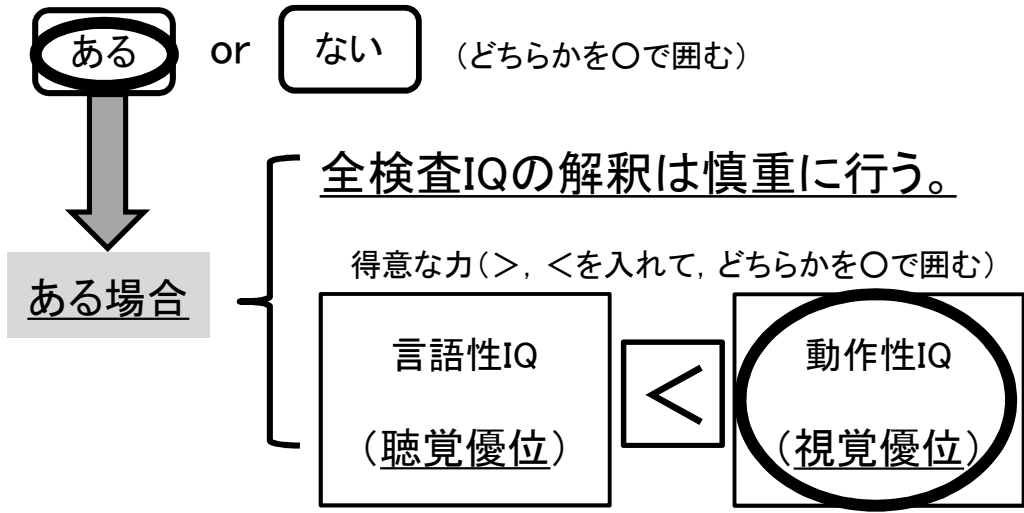 ある or ない (どちらかを〇で囲む)
全検査IQの解釈は慎重に行う。
得意な力(>,<を入れて,どちらかを〇で囲む)
ある場合
言語性IQ < 動作性IQ
(聴覚優位) (視覚優位)